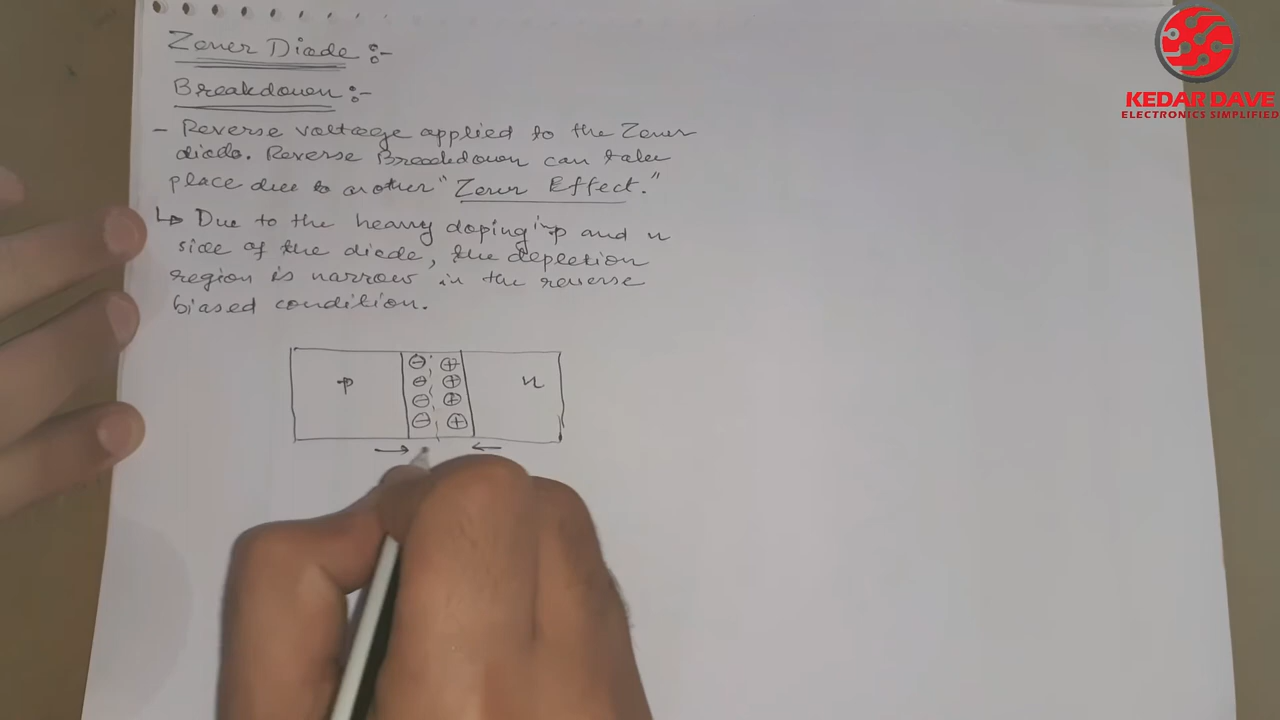 Zener Diode :-
Breakdown :-
- Reverse voltage applied to the Zener
diode. Reverse Breakdown can take
place due to another "Zener Effect."
↳ Due to the heavy doping in p and n
side of the diode, the depletion
region is narrow in the reverse
biased condition.
p ⊖ ⊕ n
⊖ ⊕
⊖ ⊕
⊖ ⊕
KEDAR DAVE
ELECTRONICS SIMPLIFIED